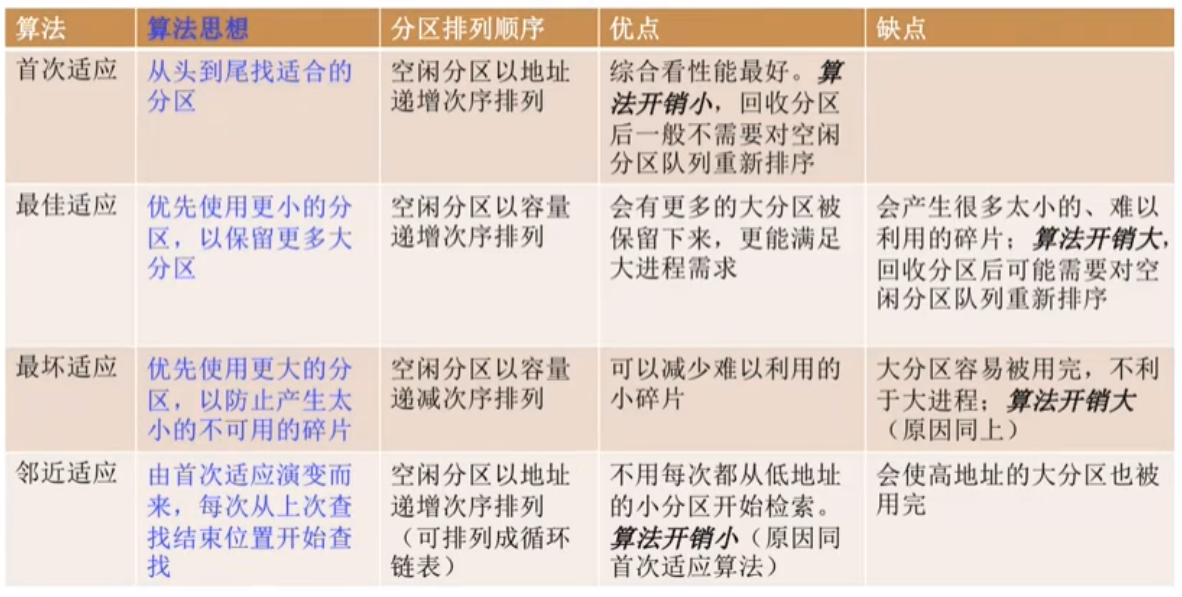 算法
算法思想
分区排列顺序
优点
缺点
首次适应
从头到尾找适合的
分区
空闲分区以地址
递增次序排列
综合看性能最好。算
法开销小，回收分区
后一般不需要对空闲
分区队列重新排序
最佳适应
优先使用更小的分
区，以保留更多大
分区
空闲分区以容量
递增次序排列
会有更多的大分区被
保留下来，更能满足
大进程需求
会产生很多太小的、难以
利用的碎片；算法开销大，
回收分区后可能需要对空
闲分区队列重新排序
最坏适应
优先使用更大的分
区，以防止产生太
小的不可用的碎片
空闲分区以容量
递减次序排列
可以减少难以利用的
小碎片
大分区容易被用完，不利
于大进程；算法开销大
（原因同上）
邻近适应
由首次适应演变而
来，每次从上次查
找结束位置开始查
找
空闲分区以地址
递增次序排列
（可排列成循环
链表）
不用每次都从低地址
的小分区开始检索。
算法开销小（原因同
首次适应算法）
会使高地址的大分区也被
用完